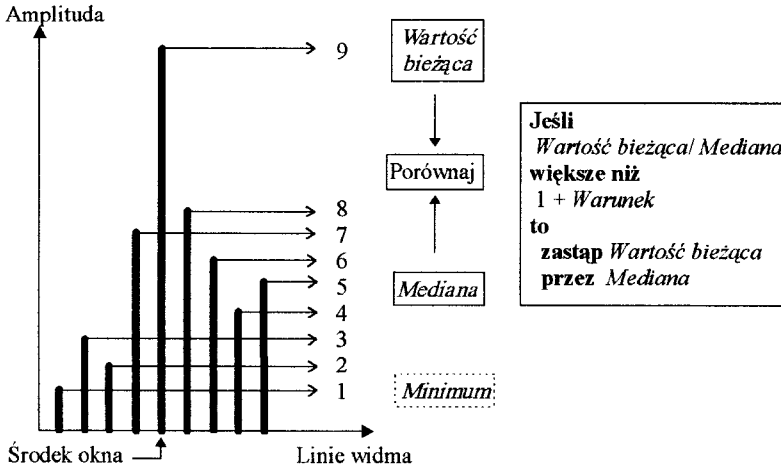 Amplituda
9
8
7
6
5
4
3
2
1
Środek okna
Linie widma
Wartość
bieżąca
Porównaj
Mediana
Minimum
Jeśli
Wartość bieżąca/ Mediana
większe niż
1 + Warunek
to
zastąp Wartość bieżąca
przez Mediana